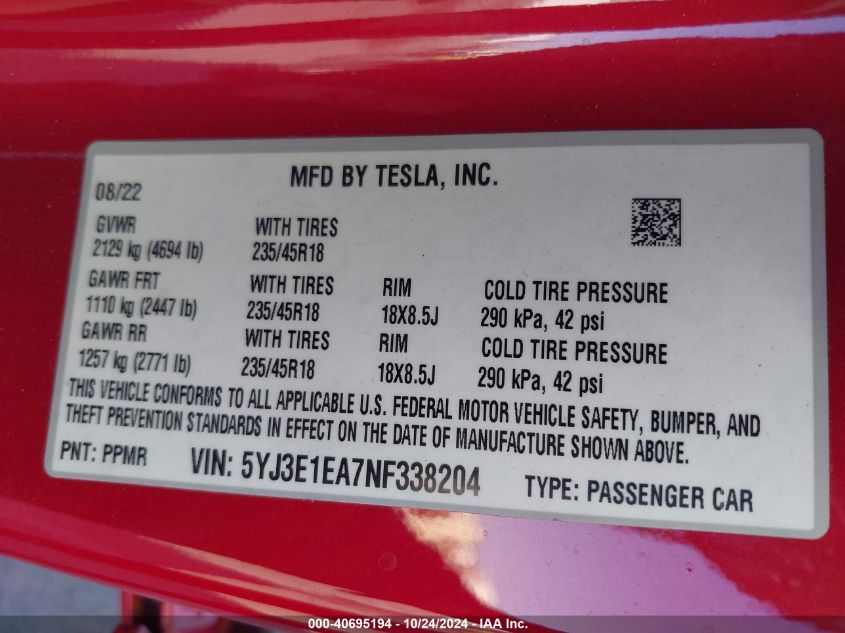 MFD BY TESLA, INC.
08/22
GVWR WITH TIRES
2129 kg (4694 lb) 235/45R18
GAWR FRT WITH TIRES RIM COLD TIRE PRESSURE
1110 kg (2447 lb) 235/45R18 18X8.5J 290 kPa, 42 psi
GAWR RR WITH TIRES RIM COLD TIRE PRESSURE
1257 kg (2771 lb) 235/45R18 18X8.5J 290 kPa, 42 psi
THIS VEHICLE CONFORMS TO ALL APPLICABLE U.S. FEDERAL MOTOR VEHICLE SAFETY, BUMPER, AND
THEFT PREVENTION STANDARDS IN EFFECT ON THE DATE OF MANUFACTURE SHOWN ABOVE.
PNT: PPMR VIN: 5YJ3E1EA7NF338204 TYPE: PASSENGER CAR
000-40695194 - 10/24/2024 - IAA Inc.